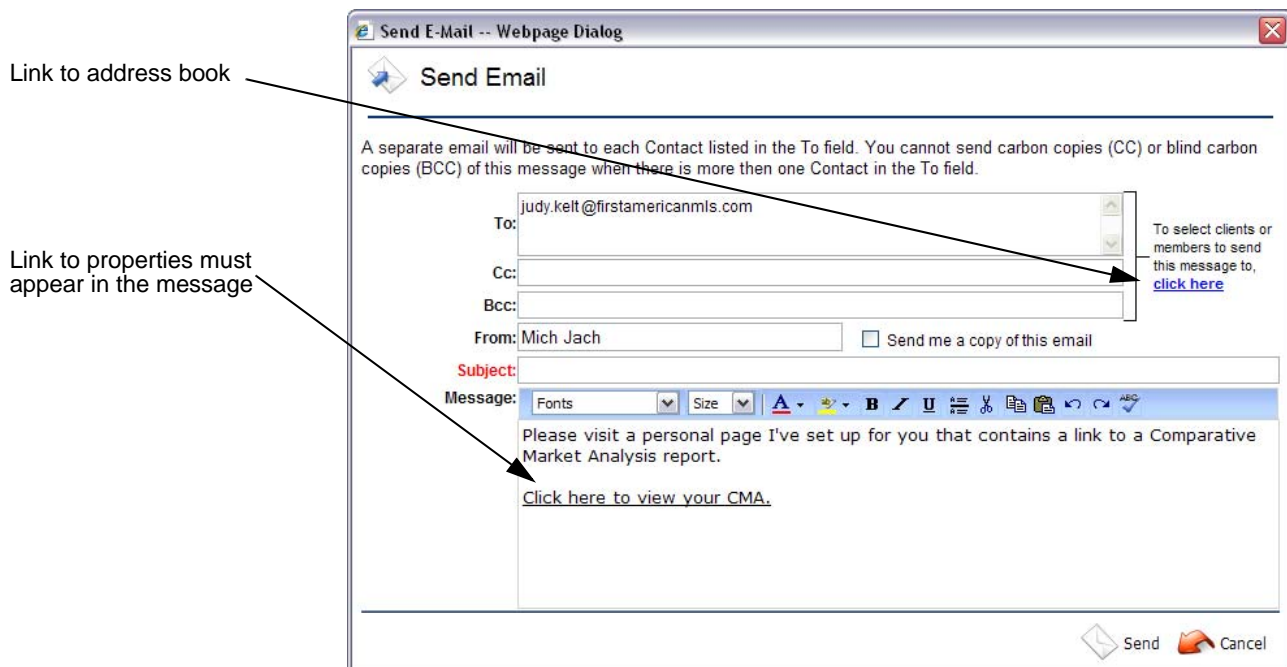 Send E-Mail -- Webpage Dialog
Link to address book
Send Email
A separate email will be sent to each Contact listed in the To field. You cannot send carbon copies (CC) or blind carbon
copies (BCC) of this message when there is more then one Contact in the To field.
To:
judy.kelt@firstamericanmls.com
To select clients or
members to send
this message to,
click here
Link to properties must
appear in the message
Cc:
Bcc:
From: Mich Jach
Send me a copy of this email
Subject:
Message:
Fonts
Size
A
ab
B I U
ABC
Please visit a personal page I've set up for you that contains a link to a Comparative
Market Analysis report.
Click here to view your CMA.
Send
Cancel